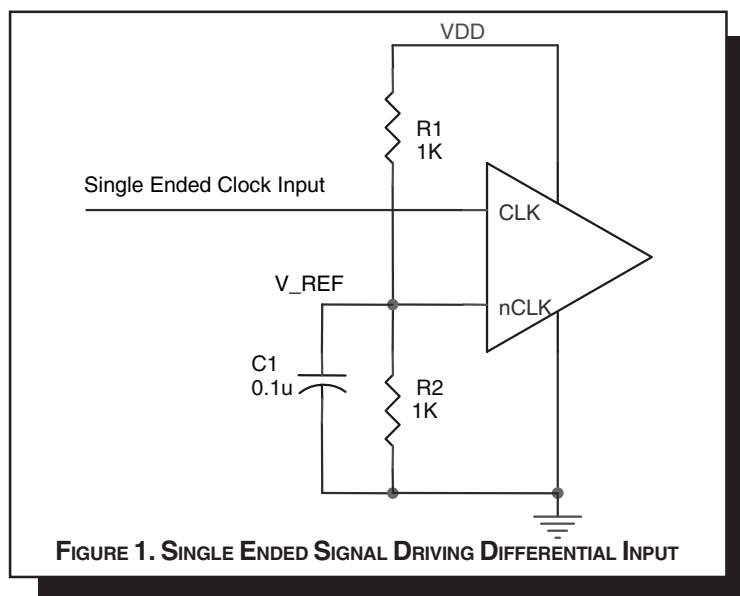 VDD
R1
1K
Single Ended Clock Input
CLK
V_REF
nCLK
C1
0.1u
R2
1K
FIGURE 1. SINGLE ENDED SIGNAL DRIVING DIFFERENTIAL INPUT